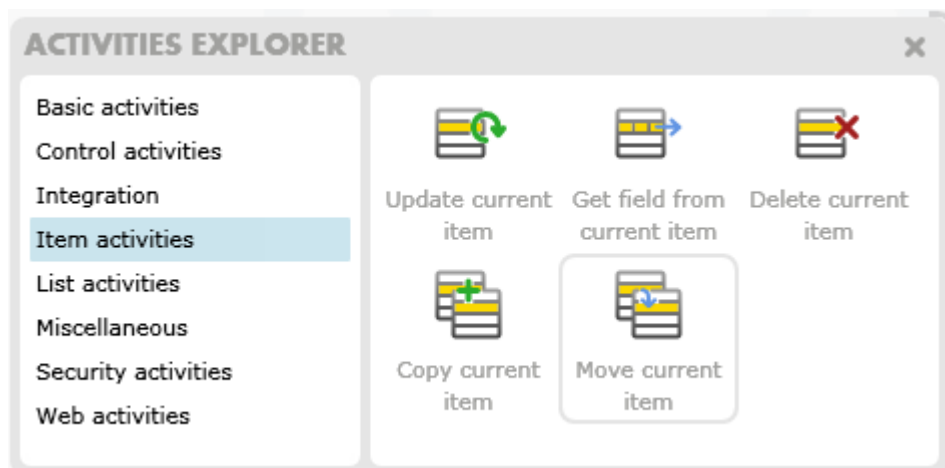 ACTIVITIES EXPLORER
Basic activities
Control activities
Integration
Item activities
List activities
Miscellaneous
Security activities
Web activities
Update current
item
Get field from
current item
Delete current
item
Copy current
item
Move current
item